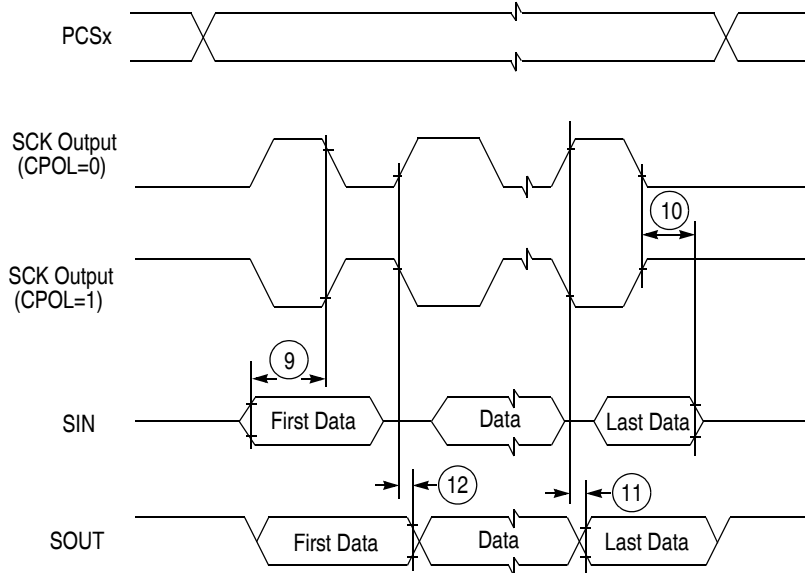 PCSx
SCK Output
(CPOL=0)
10
SCK Output
(CPOL=1)
9
SIN
First Data
Data
Last Data
12
11
SOUT
First Data
Data
Last Data